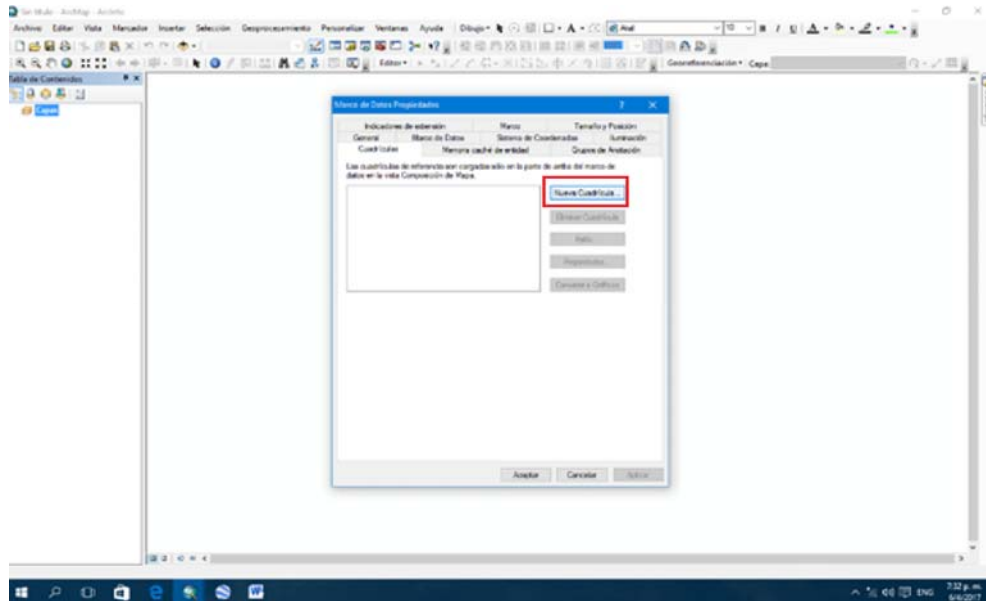 Sin título - ArcMap - ArcInfo
Archivo Editar Vista Marcador Insertar Selección Geoprocesamiento Personalizar Ventanas Ayuda
Dibujo A Arial 10 N K S A
Editor Georreferenciación Capa:
Tabla de Contenidos
Capas
Marco de Datos Propiedades
Indicadores de extensión Marco Tamaño y Posición
General Marco de Datos Sistema de Coordenadas Iluminación
Cuadrículas Memoria caché de entidad Grupos de Anotación
Las cuadrículas de referencia son cargadas sólo en la parte de arriba del marco de
datos en la vista Composición de Mapa.
Nueva Cuadrícula...
Eliminar Cuadrícula
Estilo...
Propiedades...
Convertir a Gráficos
Aceptar Cancelar Aplicar
ENG
7:32 p. m.
6/6/2017